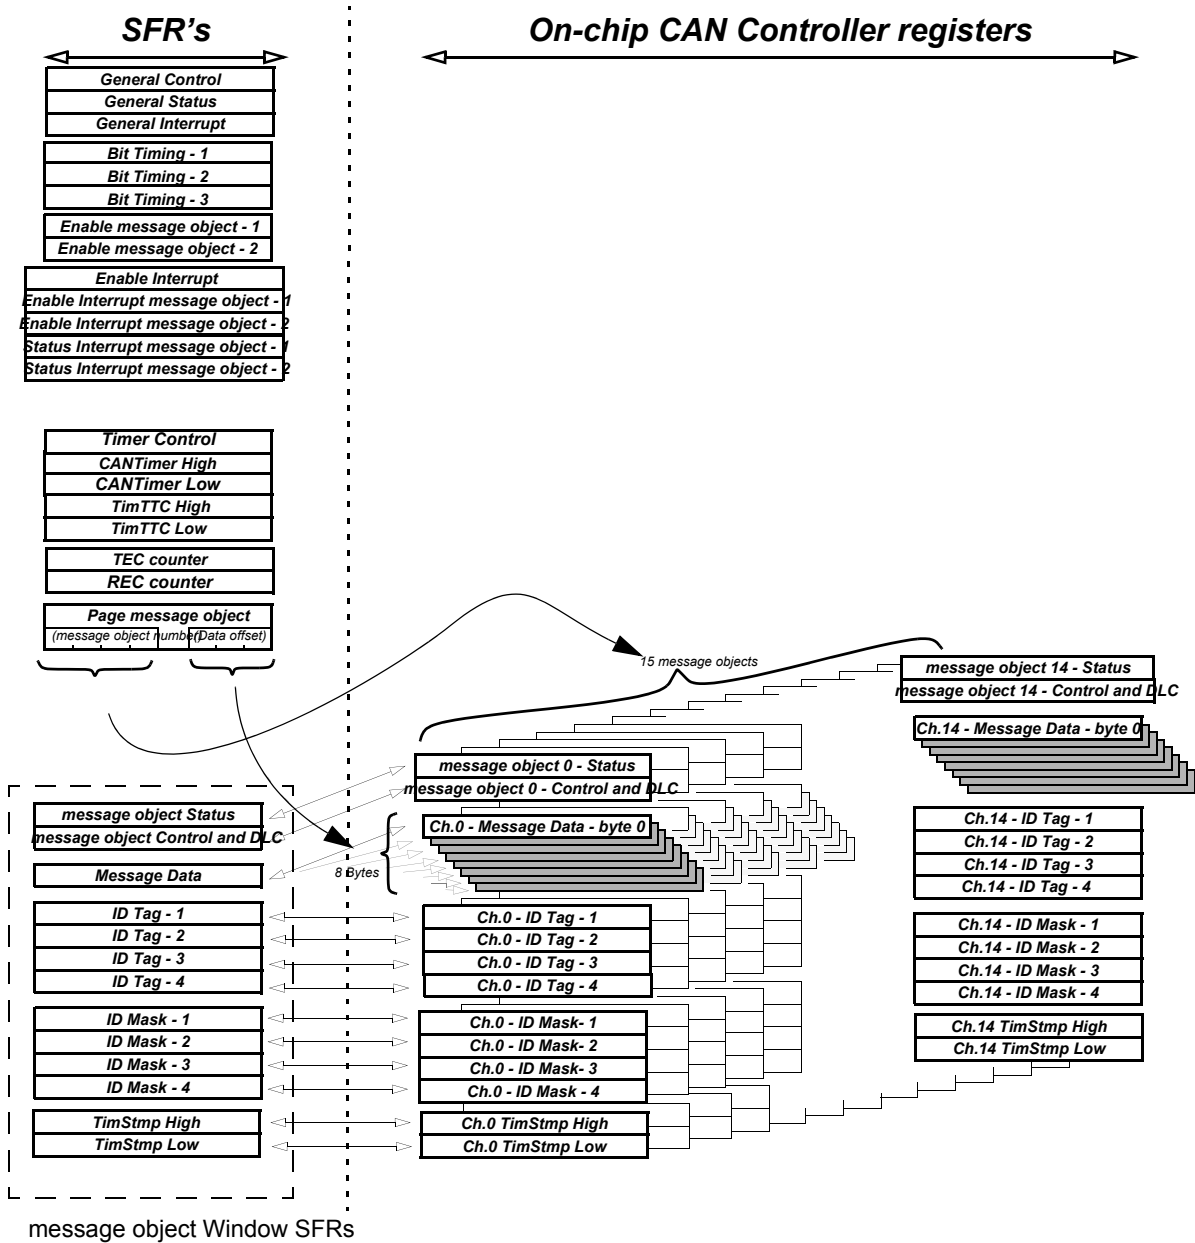 SFR's
On-chip CAN Controller registers
General Control
General Status
General Interrupt
Bit Timing - 1
Bit Timing - 2
Bit Timing - 3
Enable message object - 1
Enable message object - 2
Enable Interrupt
Enable Interrupt message object - 1
Enable Interrupt message object - 2
Status Interrupt message object - 1
Status Interrupt message object - 2
Timer Control
CANTimer High
CANTimer Low
TimTTC High
TimTTC Low
TEC counter
REC counter
Page message object
(message object number)
(Data offset)
15 message objects
message object 14 - Status
message object 14 - Control and DLC
Ch.14 - Message Data - byte 0
message object 0 - Status
message object 0 - Control and DLC
message object Status
message object Control and DLC
Ch.0 - Message Data - byte 0
8 Bytes
Message Data
Ch.14 - ID Tag - 1
Ch.14 - ID Tag - 2
Ch.14 - ID Tag - 3
Ch.14 - ID Tag - 4
ID Tag - 1
ID Tag - 2
ID Tag - 3
ID Tag - 4
Ch.0 - ID Tag - 1
Ch.0 - ID Tag - 2
Ch.0 - ID Tag - 3
Ch.0 - ID Tag - 4
Ch.14 - ID Mask - 1
Ch.14 - ID Mask - 2
Ch.14 - ID Mask - 3
Ch.14 - ID Mask - 4
ID Mask - 1
ID Mask - 2
ID Mask - 3
ID Mask - 4
Ch.0 - ID Mask- 1
Ch.0 - ID Mask- 2
Ch.0 - ID Mask- 3
Ch.0 - ID Mask - 4
Ch.14 TimStmp High
Ch.14 TimStmp Low
TimStmp High
TimStmp Low
Ch.0 TimStmp High
Ch.0 TimStmp Low
message object Window SFRs